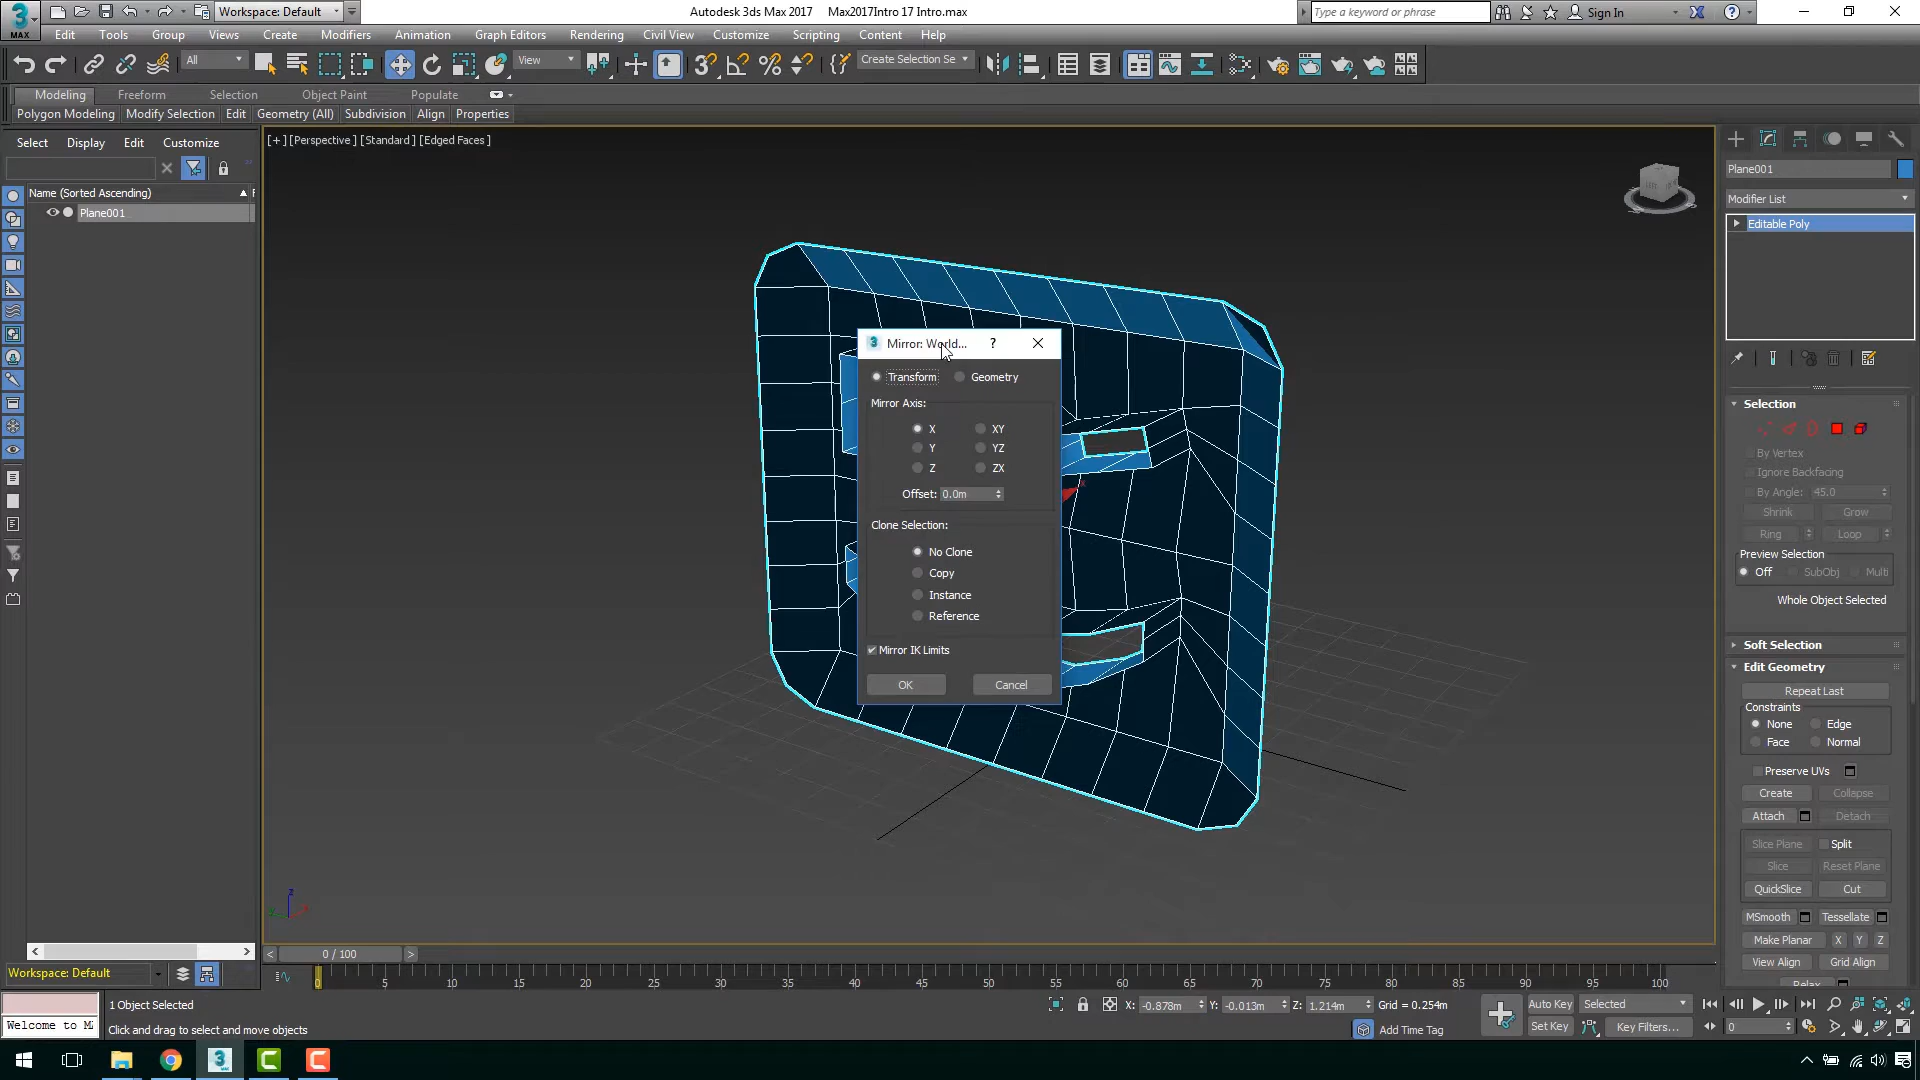 3
MAX
Workspace: Default
Autodesk 3ds Max 2017 Max2017Intro 17 Intro.max
Type a keyword or phrase
Sign In
Edit Tools Group Views Create Modifiers Animation Graph Editors Rendering Civil View Customize Scripting Content Help
All
View
Create Selection Se
Modeling Freeform Selection Object Paint Populate
Polygon Modeling Modify Selection Edit Geometry (All) Subdivision Align Properties
Select Display Edit Customize
[+] [Perspective ] [Standard ] [Edged Faces ]
Name (Sorted Ascending)
Plane001
Plane001
Modifier List
Editable Poly
Mirror: World... ?
Transform Geometry
Mirror Axis:
X XY
Y YZ
Z ZX
Offset: 0.0m
Clone Selection:
No Clone
Copy
Instance
Reference
Mirror IK Limits
OK Cancel
Selection
By Vertex
Ignore Backfacing
By Angle: 45.0
Shrink Grow
Ring Loop
Preview Selection
Off SubObj Multi
Whole Object Selected
Soft Selection
Edit Geometry
Repeat Last
Constraints
None Edge
Face Normal
Preserve UVs
Create Collapse
Attach Detach
Slice Plane Split
Slice Reset Plane
QuickSlice Cut
MSmooth Tessellate
Make Planar X Y Z
View Align Grid Align
Relax
z
x
y
< 0 / 100 >
Workspace: Default
0 5 10 15 20 25 30 35 40 45 50 55 60 65 70 75 80 85 90 95 100
1 Object Selected
X: -0.878m Y: -0.013m Z: 1.214m Grid = 0.254m
Auto Key Selected
Welcome to M
Click and drag to select and move objects
Add Time Tag
Set Key Key Filters... 0